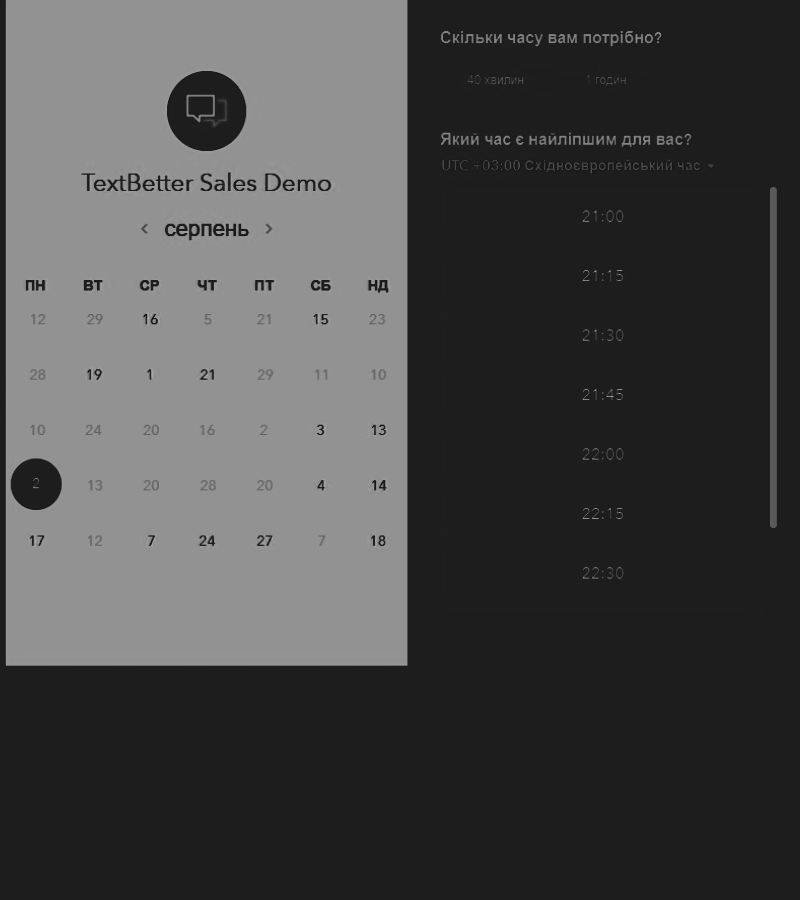 TextBetter Sales Demo
серпень
ПН ВТ СР ЧТ ПТ СБ НД
12 29 16 5 21 15 23
28 19 1 21 29 11 10
10 24 20 16 2 3 13
2 13 20 28 20 4 14
17 12 7 24 27 7 18
Скільки часу вам потрібно?
40 хвилин 1 годин
Який час є найліпшим для вас?
UTC +03:00 Східноєвропейський час
21:00
21:15
21:30
21:45
22:00
22:15
22:30